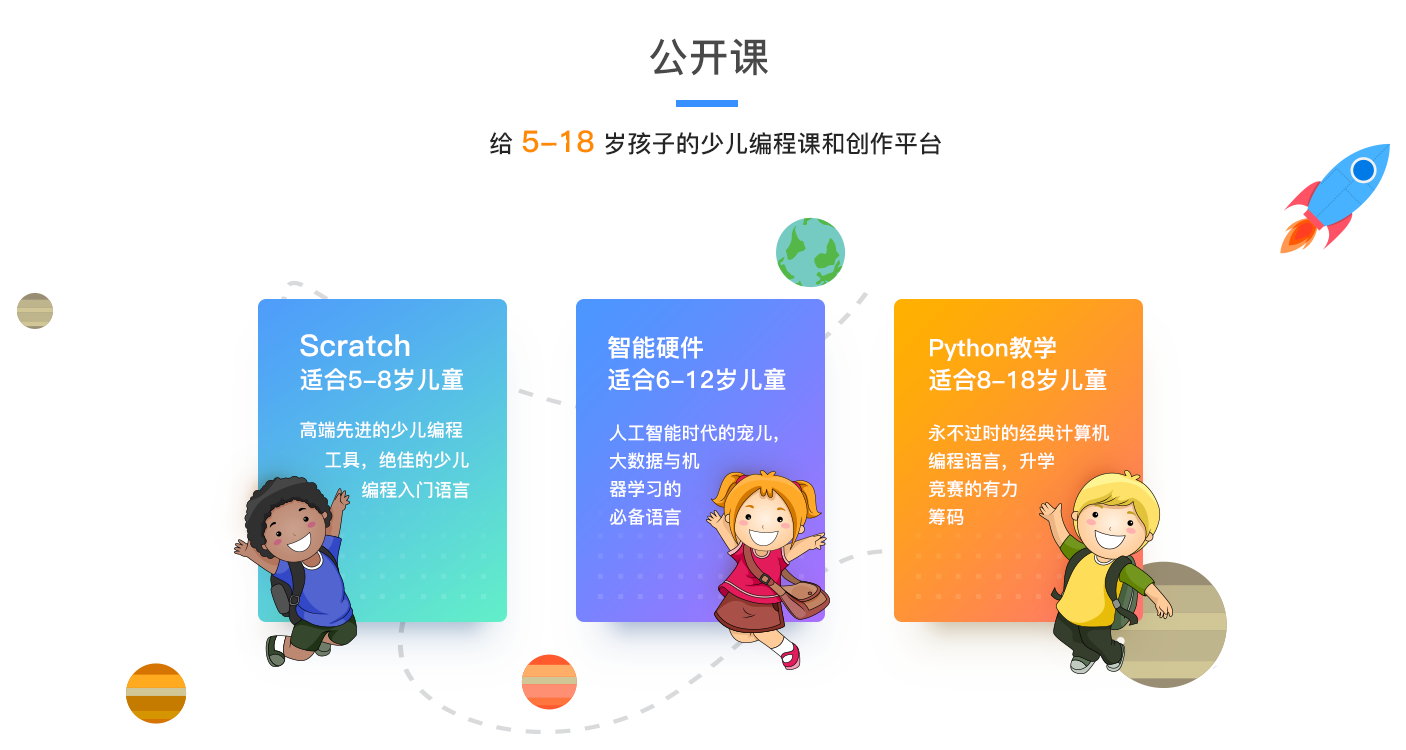 公开课
给 5-18 岁孩子的少儿编程课和创作平台
Scratch
适合5-8岁儿童
高端先进的少儿编程
工具，绝佳的少儿
编程入门语言
智能硬件
适合6-12岁儿童
人工智能时代的宠儿，
大数据与机
器学习的
必备语言
Python教学
适合8-18岁儿童
永不过时的经典计算机
编程语言，升学
竞赛的有力
筹码